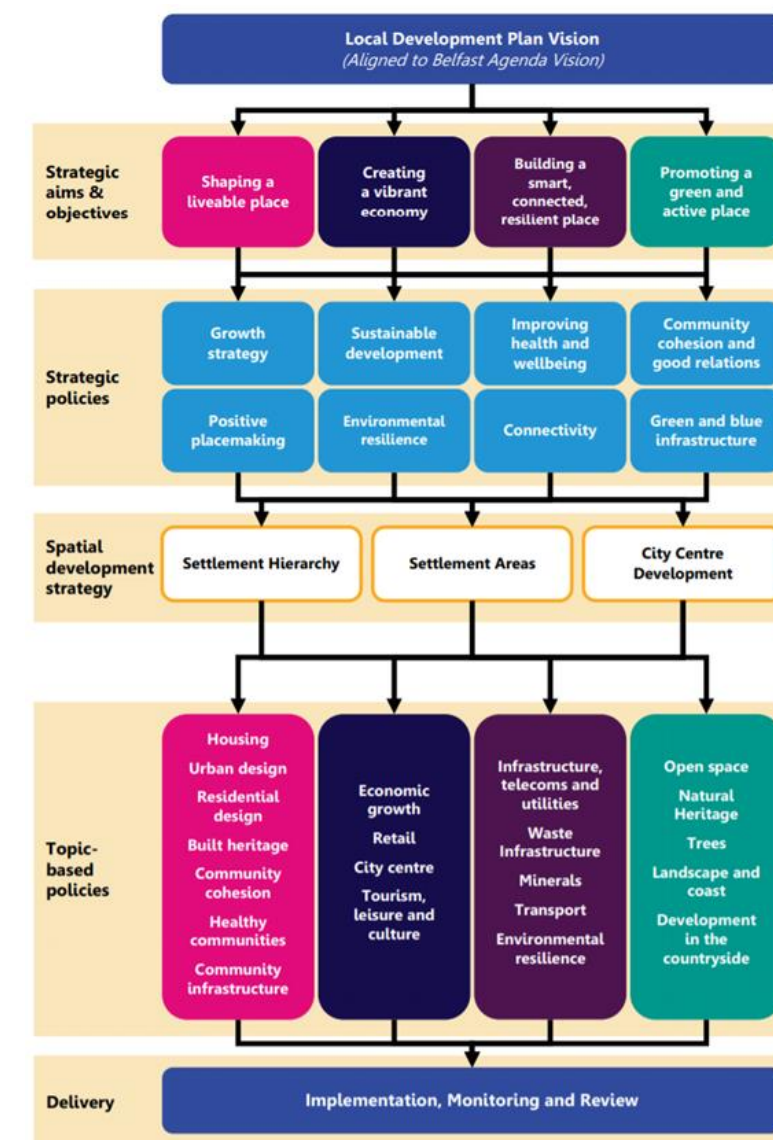 Local Development Plan Vision
(Aligned to Belfast Agenda Vision)
Strategic
aims &
objectives
Shaping a
liveable place
Creating
a vibrant
economy
Building a
smart,
connected,
resilient place
Promoting a
green and
active place
Strategic
policies
Growth
strategy
Sustainable
development
Improving
health and
wellbeing
Community
cohesion and
good relations
Positive
placemaking
Environmental
resilience
Connectivity
Green and blue
infrastructure
Spatial
development
strategy
Settlement Hierarchy
Settlement Areas
City Centre
Development
Topic-
based
policies
Housing
Urban design
Residential
design
Built heritage
Community
cohesion
Healthy
communities
Community
infrastructure
Economic
growth
Retail
City centre
Tourism,
leisure and
culture
Infrastructure,
telecoms and
utilities
Waste
Infrastructure
Minerals
Transport
Environmental
resilience
Open space
Natural
Heritage
Trees
Landscape and
coast
Development
in the
countryside
Delivery
Implementation, Monitoring and Review